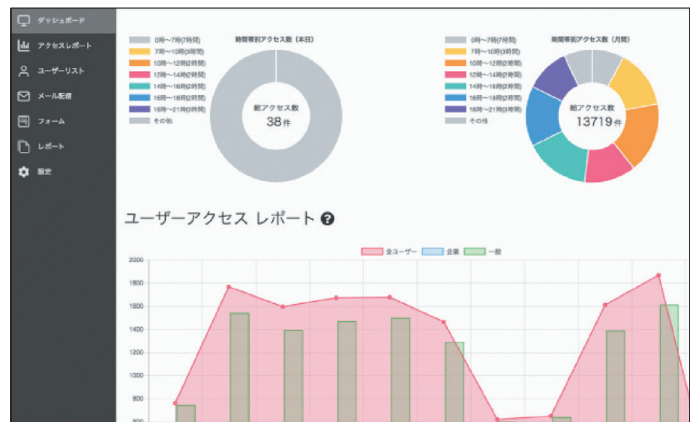 ダッシュボード
アクセスレポート
ユーザーリスト
メール配信
フォーム
レポート
設定
時間帯別アクセス数（本日）
0時～7時(7時間)
7時～10時(3時間)
10時～12時(2時間)
12時～14時(2時間)
14時～16時(2時間)
16時～18時(2時間)
18時～21時(3時間)
その他
総アクセス数
38件
時間帯別アクセス数（月間）
0時～7時(7時間)
7時～10時(3時間)
10時～12時(2時間)
12時～14時(2時間)
14時～16時(2時間)
16時～18時(2時間)
18時～21時(3時間)
その他
総アクセス数
13719件
ユーザーアクセス レポート ?
全ユーザー 企業 一般
2000
1800
1600
1400
1200
1000
800
600